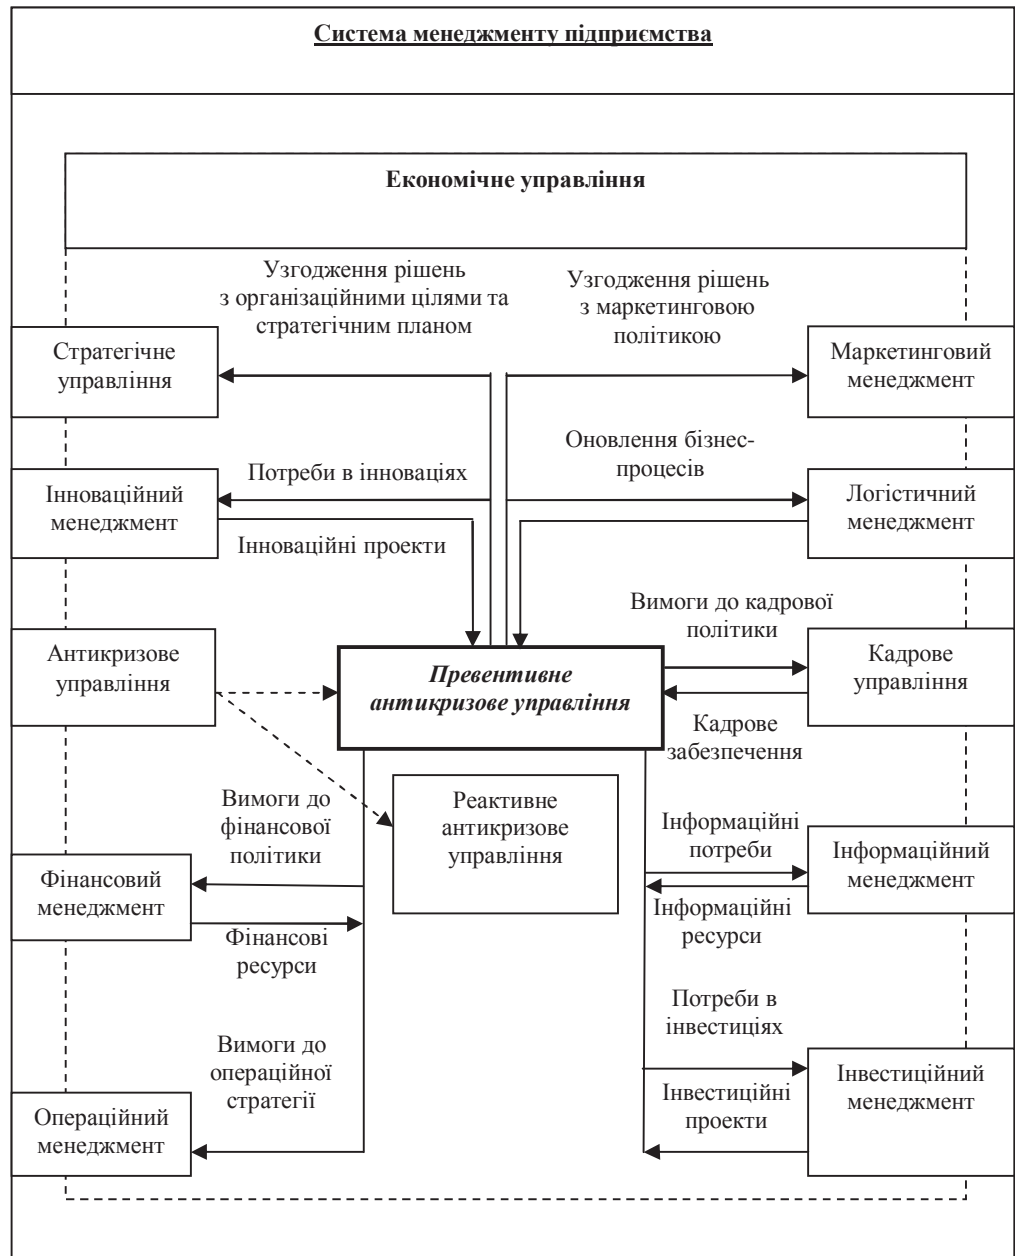 Система менеджменту підприємства
Економічне управління
Узгодження рішень
з організаційними цілями та
стратегічним планом
Узгодження рішень
з маркетинговою
політикою
Стратегічне
управління
Маркетинговий
менеджмент
Оновлення бізнес-
процесів
Потреби в інноваціях
Інноваційний
менеджмент
Логістичний
менеджмент
Інноваційні проекти
Вимоги до кадрової
політики
Антикризове
управління
Превентивне
антикризове управління
Кадрове
управління
Кадрове
забезпечення
Реактивне
антикризове
управління
Вимоги до
фінансової
політики
Інформаційні
потреби
Фінансовий
менеджмент
Інформаційний
менеджмент
Фінансові
ресурси
Інформаційні
ресурси
Потреби в
інвестиціях
Вимоги до
операційної
стратегії
Інвестиційні
проекти
Інвестиційний
менеджмент
Операційний
менеджмент